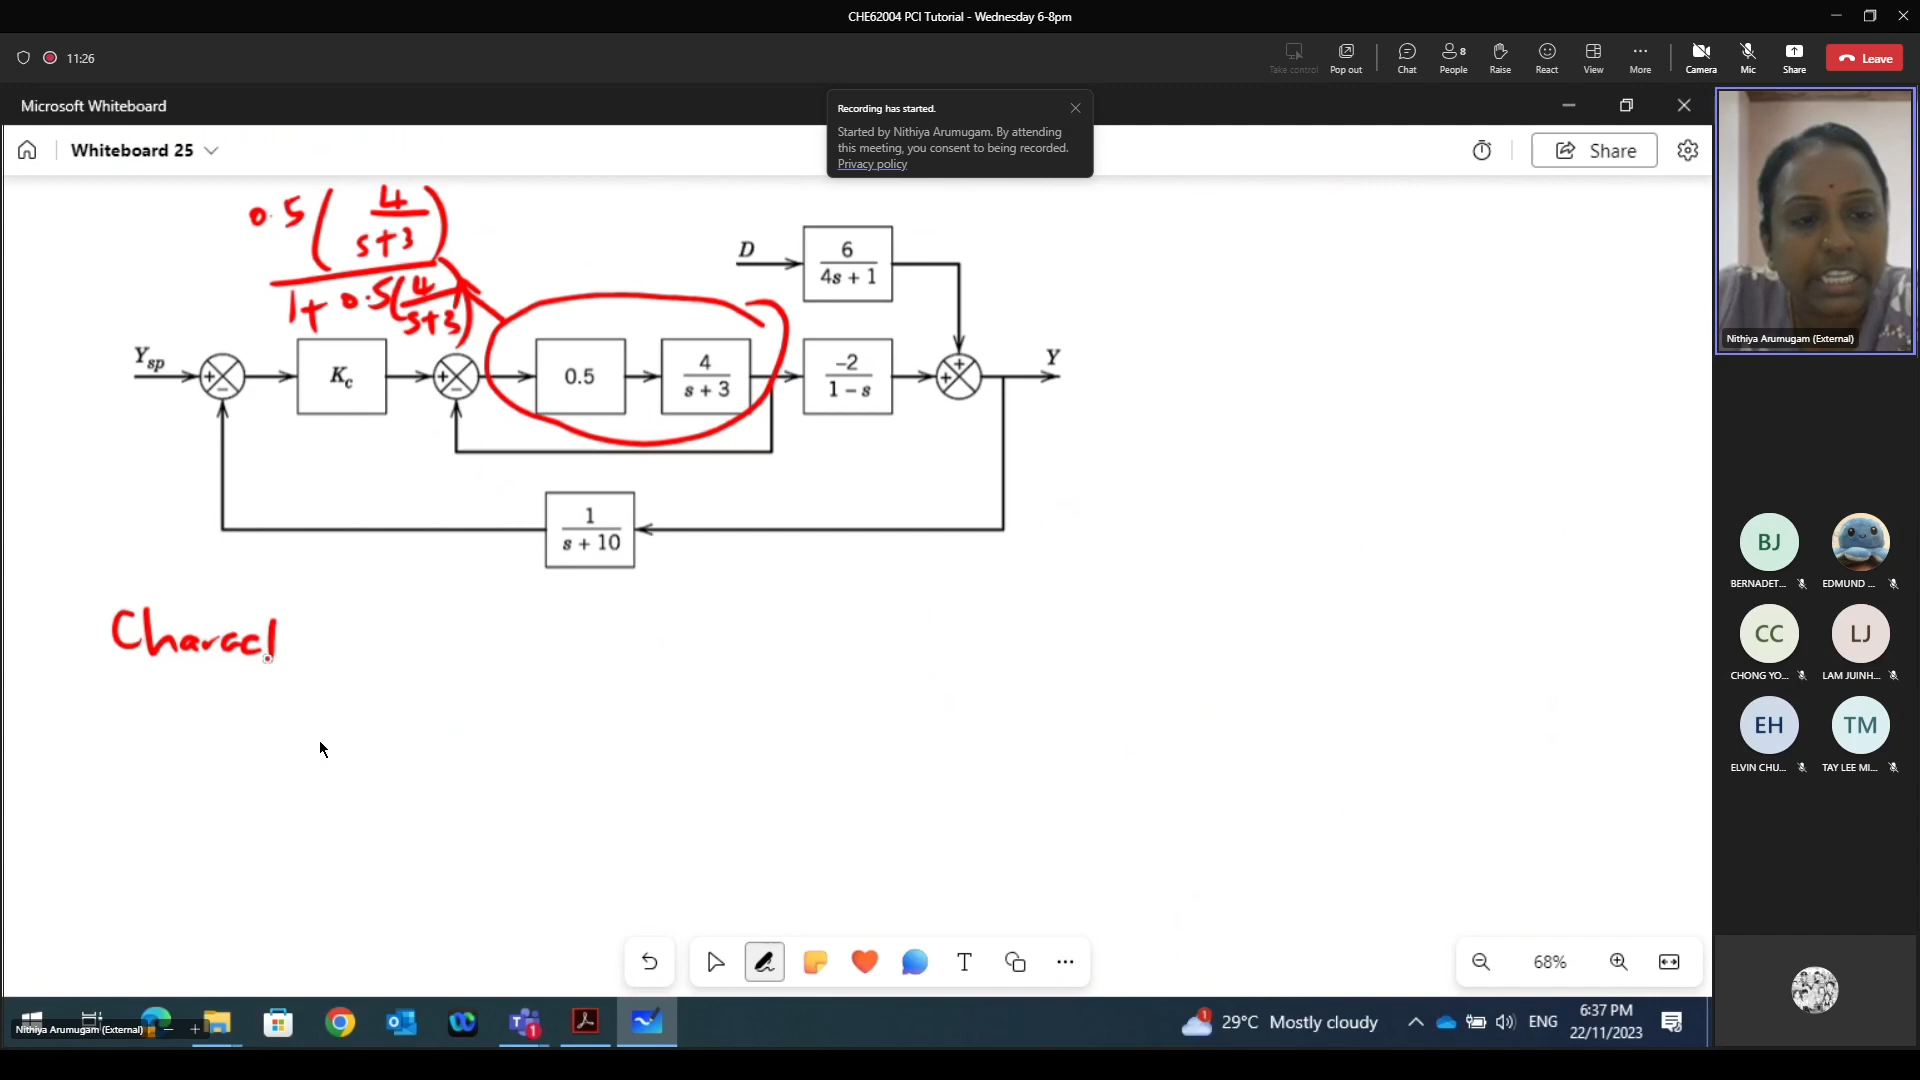 CHE62004 PCI Tutorial - Wednesday 6-8pm
11:26
Take control
Pop out
Chat
8
People
Raise
React
View
More
Camera
Mic
Share
Leave
Microsoft Whiteboard
Recording has started.
Started by Nithiya Arumugam. By attending
this meeting, you consent to being recorded.
Privacy policy
Whiteboard 25
Share
0.5 ( 4 / s+3 )
1 + 0.5 ( 4 / s+3 )
D
6
4s + 1
Ysp
+
−
Kc
+
−
0.5
4
s + 3
-2
1 − s
+
+
Y
1
s + 10
Charact
Nithiya Arumugam (External)
BJ
BERNADET...
EDMUND ...
CC
CHONG YO...
LJ
LAM JUINH...
EH
ELVIN CHU...
TM
TAY LEE MI...
68%
Nithiya Arumugam (External)
1
1
29°C Mostly cloudy
ENG
6:37 PM
22/11/2023